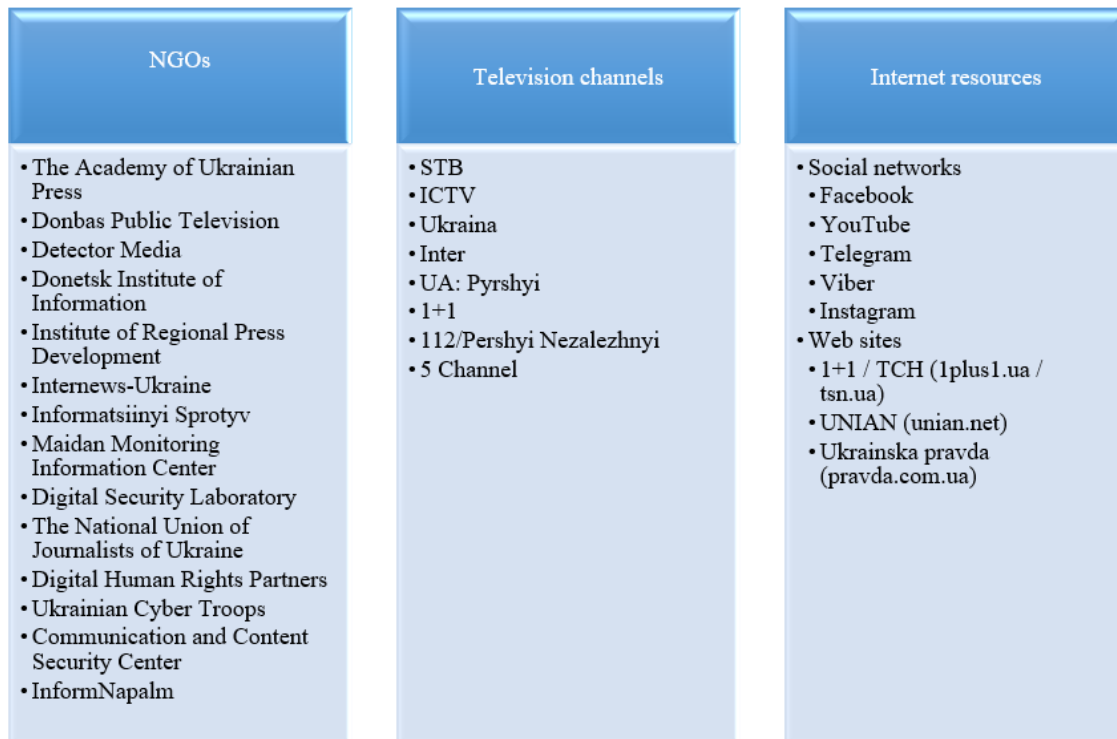 NGOs
• The Academy of Ukrainian
Press
• Donbas Public Television
• Detector Media
• Donetsk Institute of
Information
• Institute of Regional Press
Development
• Internews-Ukraine
• Informatsiinyi Sprotyv
• Maidan Monitoring
Information Center
• Digital Security Laboratory
• The National Union of
Journalists of Ukraine
• Digital Human Rights Partners
• Ukrainian Cyber Troops
• Communication and Content
Security Center
• InformNapalm
Television channels
• STB
• ICTV
• Ukraina
• Inter
• UA: Pyrshyi
• 1+1
• 112/Pershyi Nezalezhnyi
• 5 Channel
Internet resources
• Social networks
• Facebook
• YouTube
• Telegram
• Viber
• Instagram
• Web sites
• 1+1 / TCH (1plus1.ua /
tsn.ua)
• UNIAN (unian.net)
• Ukrainska pravda
(pravda.com.ua)